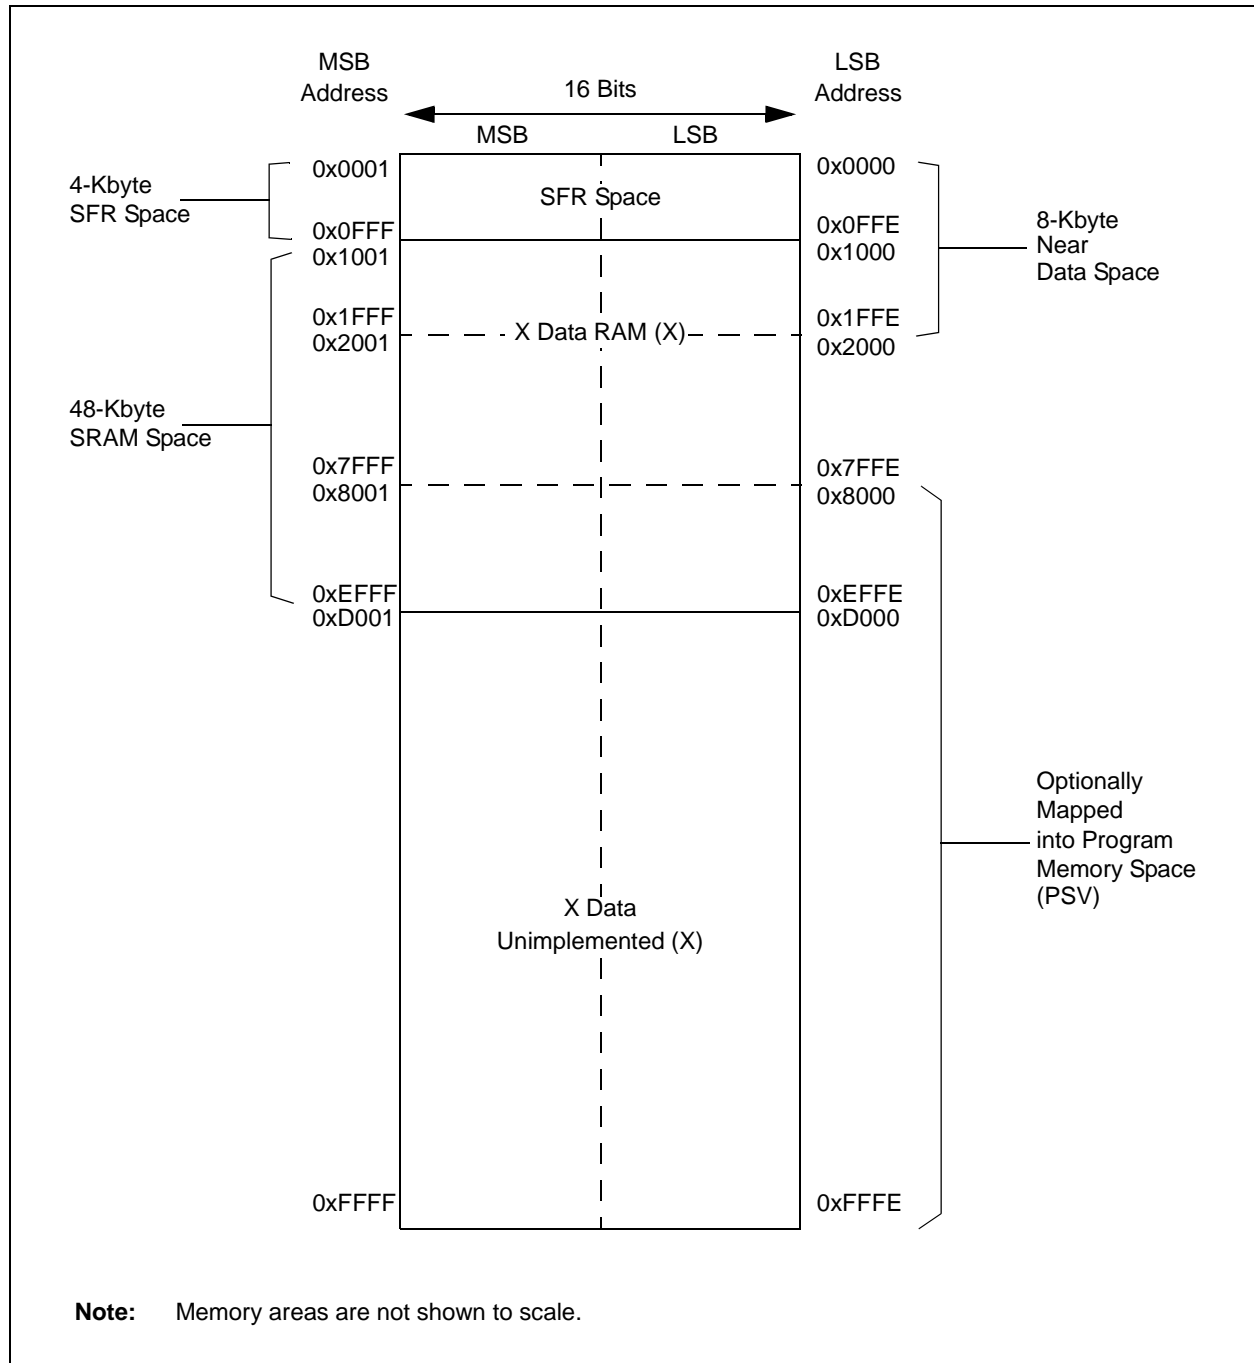 MSB
Address
LSB
Address
16 Bits
MSB
LSB
0x0001
0x0000
4-Kbyte
SFR Space
SFR Space
0x0FFF
0x1001
0x0FFE
0x1000
8-Kbyte
Near
Data Space
0x1FFF
0x2001
X Data RAM (X)
0x1FFE
0x2000
48-Kbyte
SRAM Space
0x7FFF
0x8001
0x7FFE
0x8000
0xEFFF
0xD001
0xEFFE
0xD000
Optionally
Mapped
into Program
Memory Space
(PSV)
X Data
Unimplemented (X)
0xFFFF
0xFFFE
Note: Memory areas are not shown to scale.